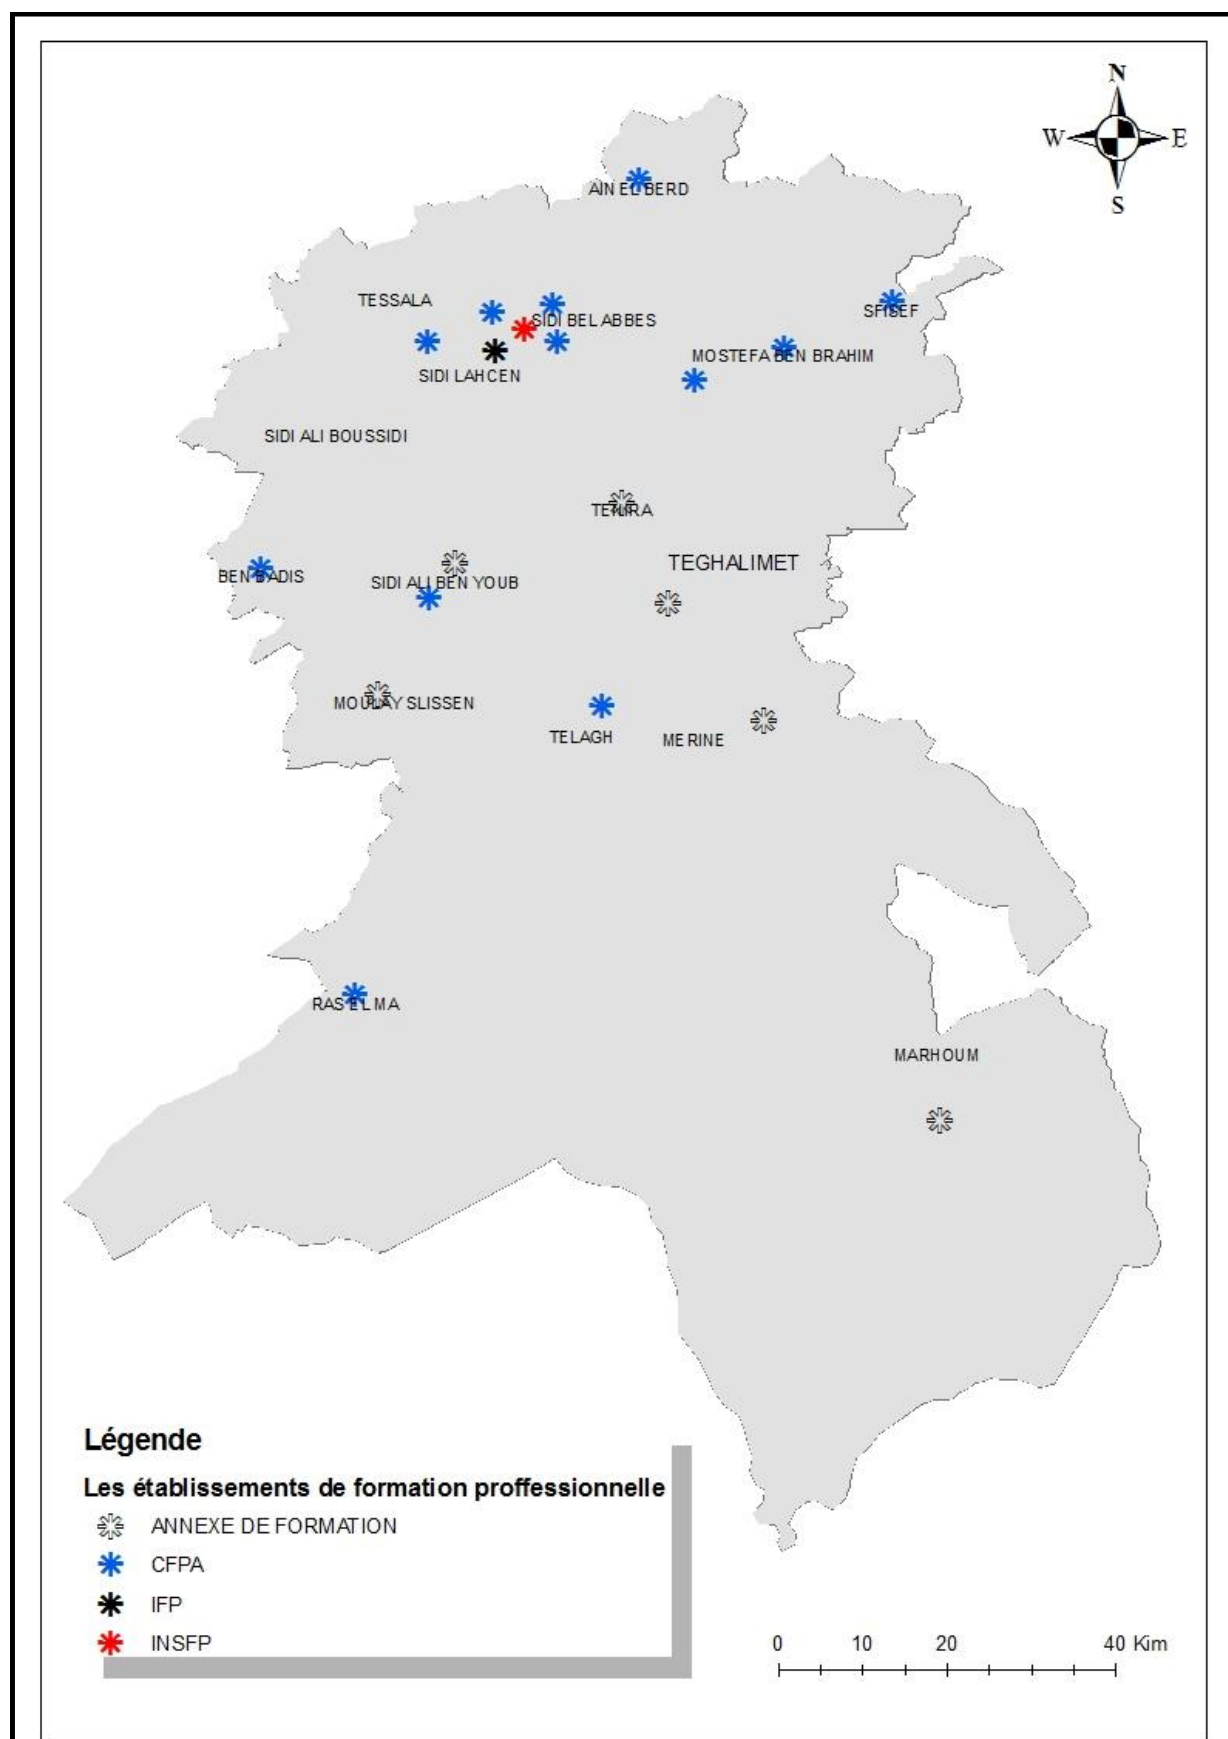 N
W E
S
AIN EL BERD
TESSALA
SFISEF
SIDI BEL ABBES
MOSTEFA BEN BRAHIM
SIDI LAHCEN
SIDI ALI BOUSSIDI
TENIRA
TEGHALIMET
BEN BADIS
SIDI ALI BEN YOUB
MOULAY SLISSEN
TELAGH
MERINE
RAS EL MA
MARHOUM
Légende
Les établissements de formation proffessionnelle
ANNEXE DE FORMATION
CFPA
IFP
INSFP
0 10 20 40 Kim